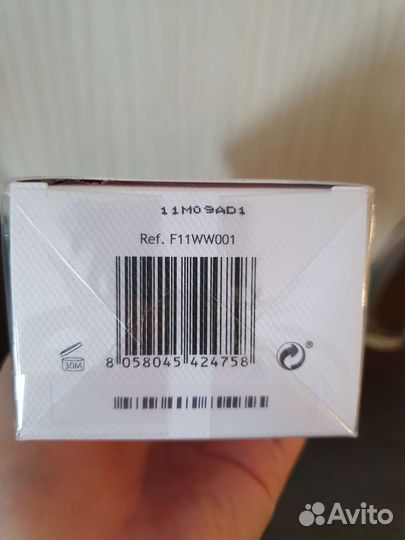 11M09AD1
Ref. F11WW001
30M
8 058045 424758
®
Avito